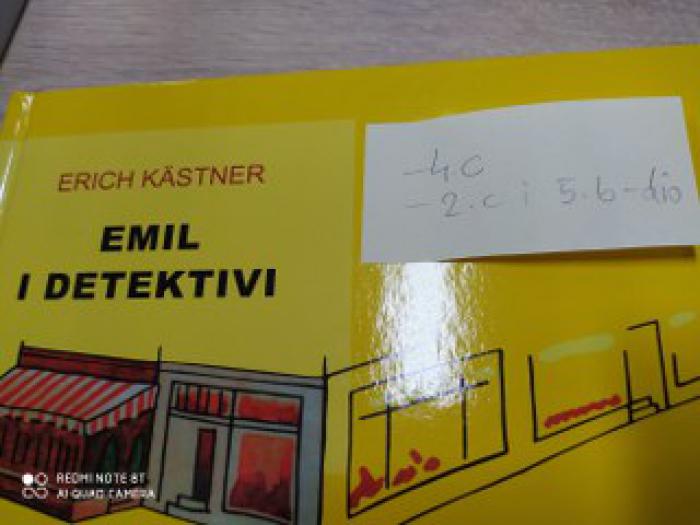 ERICH KÄSTNER
EMIL
I DETEKTIVI
-4.c
-2.c i 5.b-dio
REDMI NOTE 8T
AI QUAD CAMERA